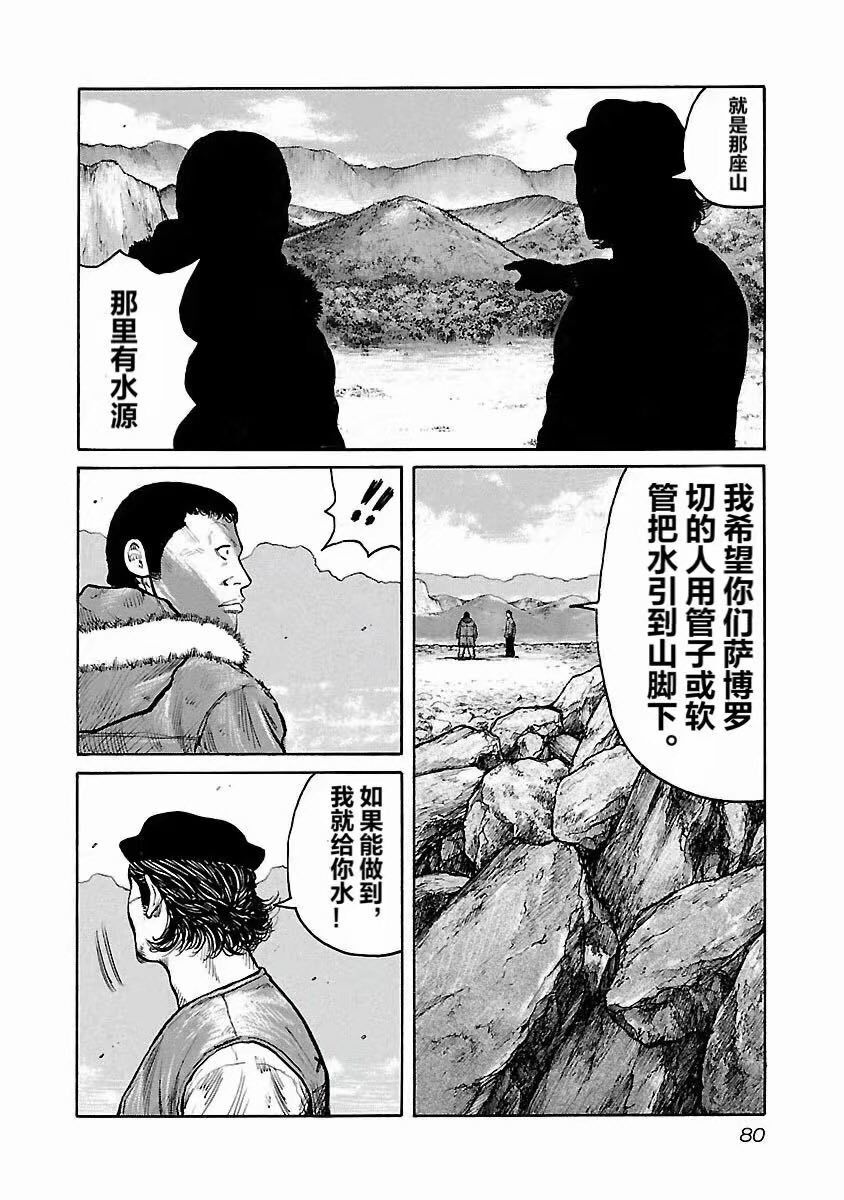 就是那座山
那里有水源
我希望你们萨博罗
切的人用管子或软
管把水引到山脚下。
!!
如果能做到，
我就给你水！
80